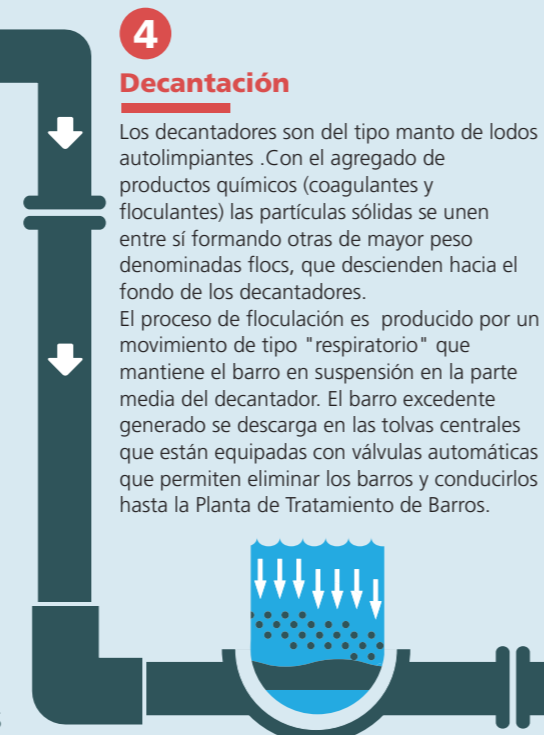 4
Decantación
Los decantadores son del tipo manto de lodos
autolimpiantes .Con el agregado de
productos químicos (coagulantes y
floculantes) las partículas sólidas se unen
entre sí formando otras de mayor peso
denominadas flocs, que descienden hacia el
fondo de los decantadores.
El proceso de floculación es  producido por un
movimiento de tipo "respiratorio" que
mantiene el barro en suspensión en la parte
media del decantador. El barro excedente
generado se descarga en las tolvas centrales
que están equipadas con válvulas automáticas
que permiten eliminar los barros y conducirlos
hasta la Planta de Tratamiento de Barros.